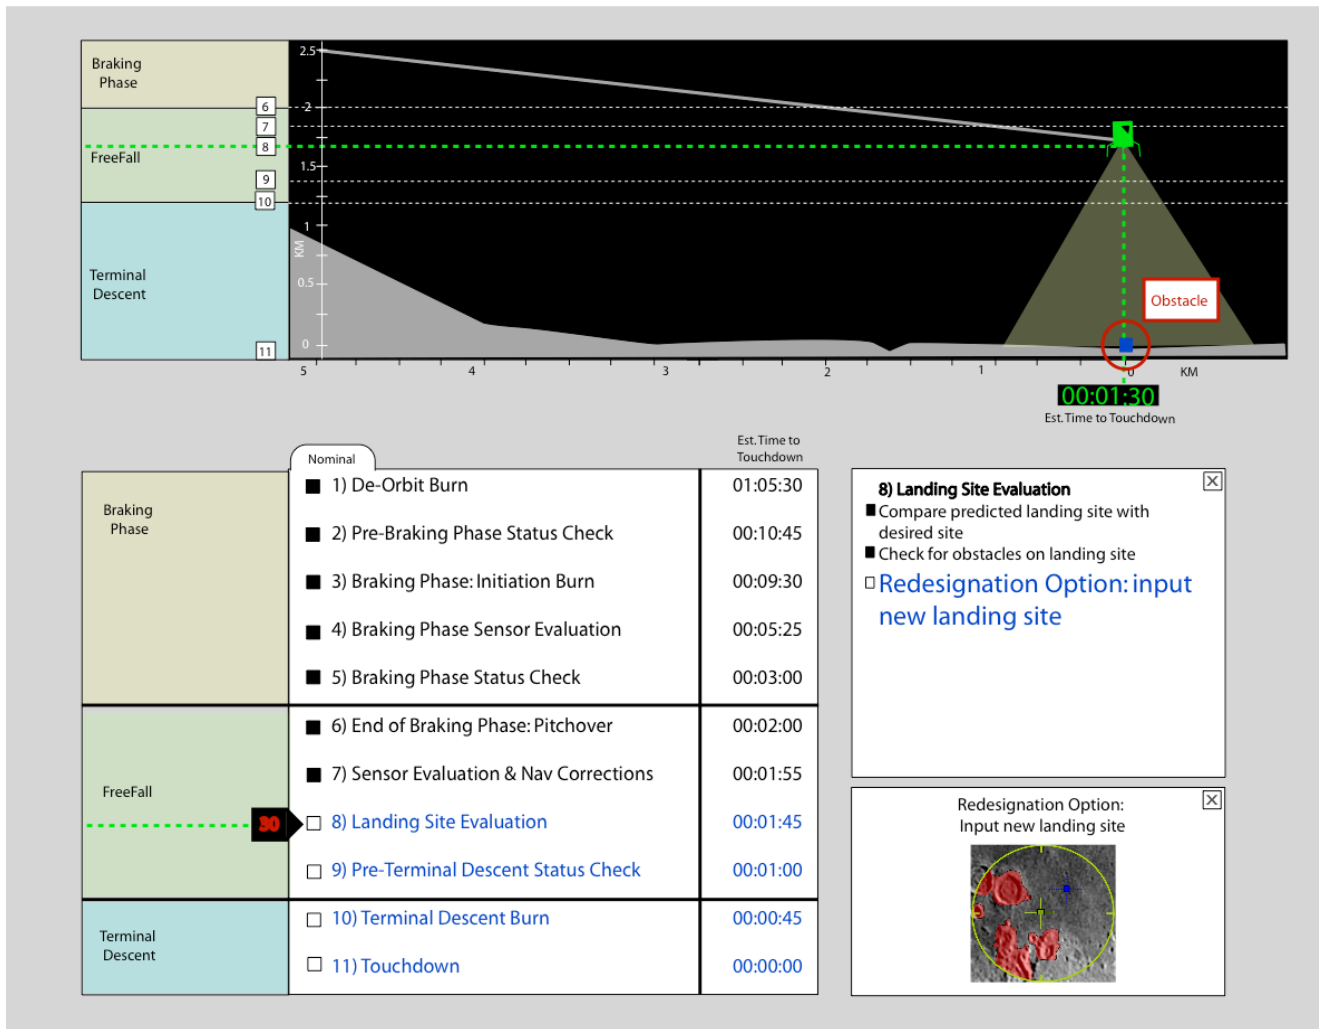 Braking
Phase
FreeFall
Terminal
Descent
6
7
8
9
10
11
2.5
2
1.5
1
KM
0.5
0
Obstacle
5
4
3
2
1
0
KM
00:01:30
Est. Time to Touchdown
Est. Time to
Touchdown
Nominal
Braking
Phase
1) De-Orbit Burn 01:05:30
2) Pre-Braking Phase Status Check 00:10:45
3) Braking Phase: Initiation Burn 00:09:30
4) Braking Phase Sensor Evaluation 00:05:25
5) Braking Phase Status Check 00:03:00
FreeFall
6) End of Braking Phase: Pitchover 00:02:00
7) Sensor Evaluation & Nav Corrections 00:01:55
30
8) Landing Site Evaluation 00:01:45
9) Pre-Terminal Descent Status Check 00:01:00
Terminal
Descent
10) Terminal Descent Burn 00:00:45
11) Touchdown 00:00:00
8) Landing Site Evaluation
Compare predicted landing site with
desired site
Check for obstacles on landing site
Redesignation Option: input
new landing site
Redesignation Option:
Input new landing site